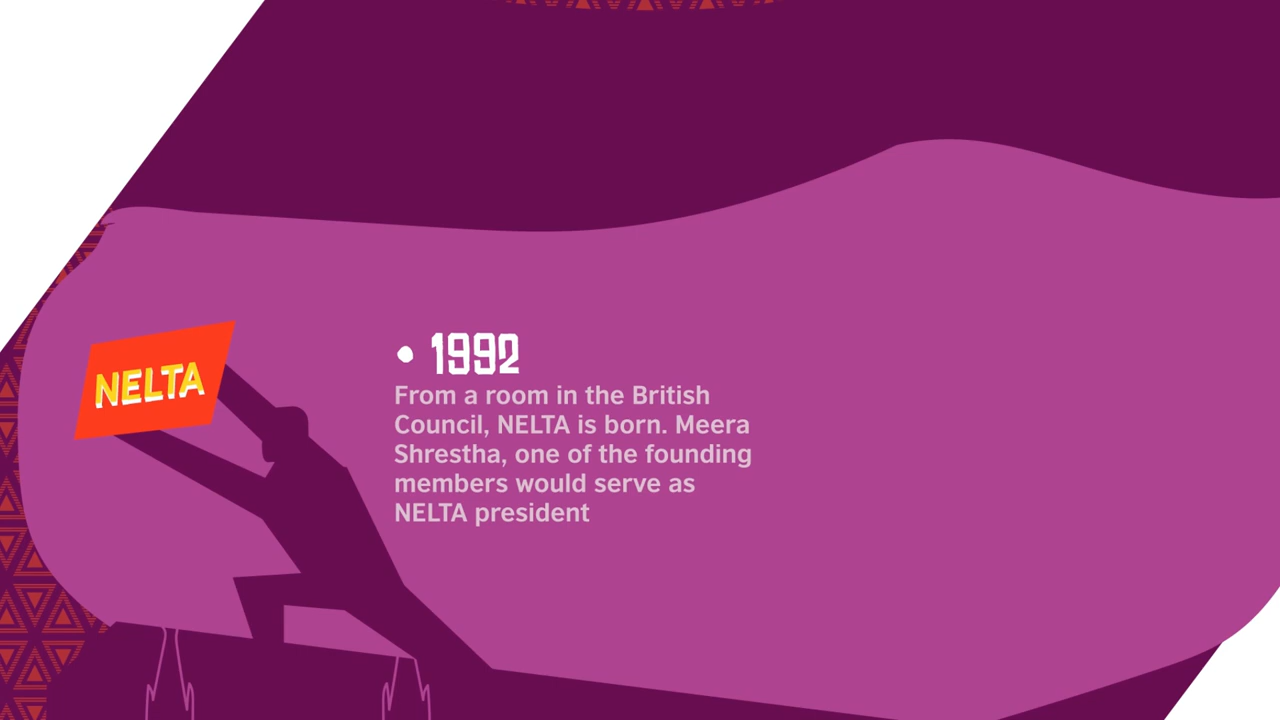 NELTA
• 1992
From a room in the British
Council, NELTA is born. Meera
Shrestha, one of the founding
members would serve as
NELTA president